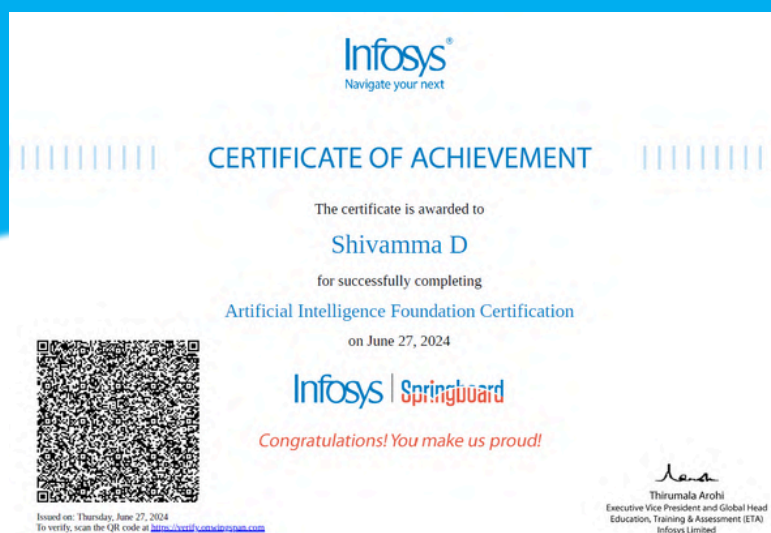 Infosys®
Navigate your next
CERTIFICATE OF ACHIEVEMENT
The certificate is awarded to
Shivamma D
for successfully completing
Artificial Intelligence Foundation Certification
on June 27, 2024
Infosys | Springboard
Congratulations! You make us proud!
Issued on: Thursday, June 27, 2024
To verify, scan the QR code at https://verify.onwingspan.com
Thirumala Arohi
Executive Vice President and Global Head
Education, Training & Assessment (ETA)
Infosys Limited